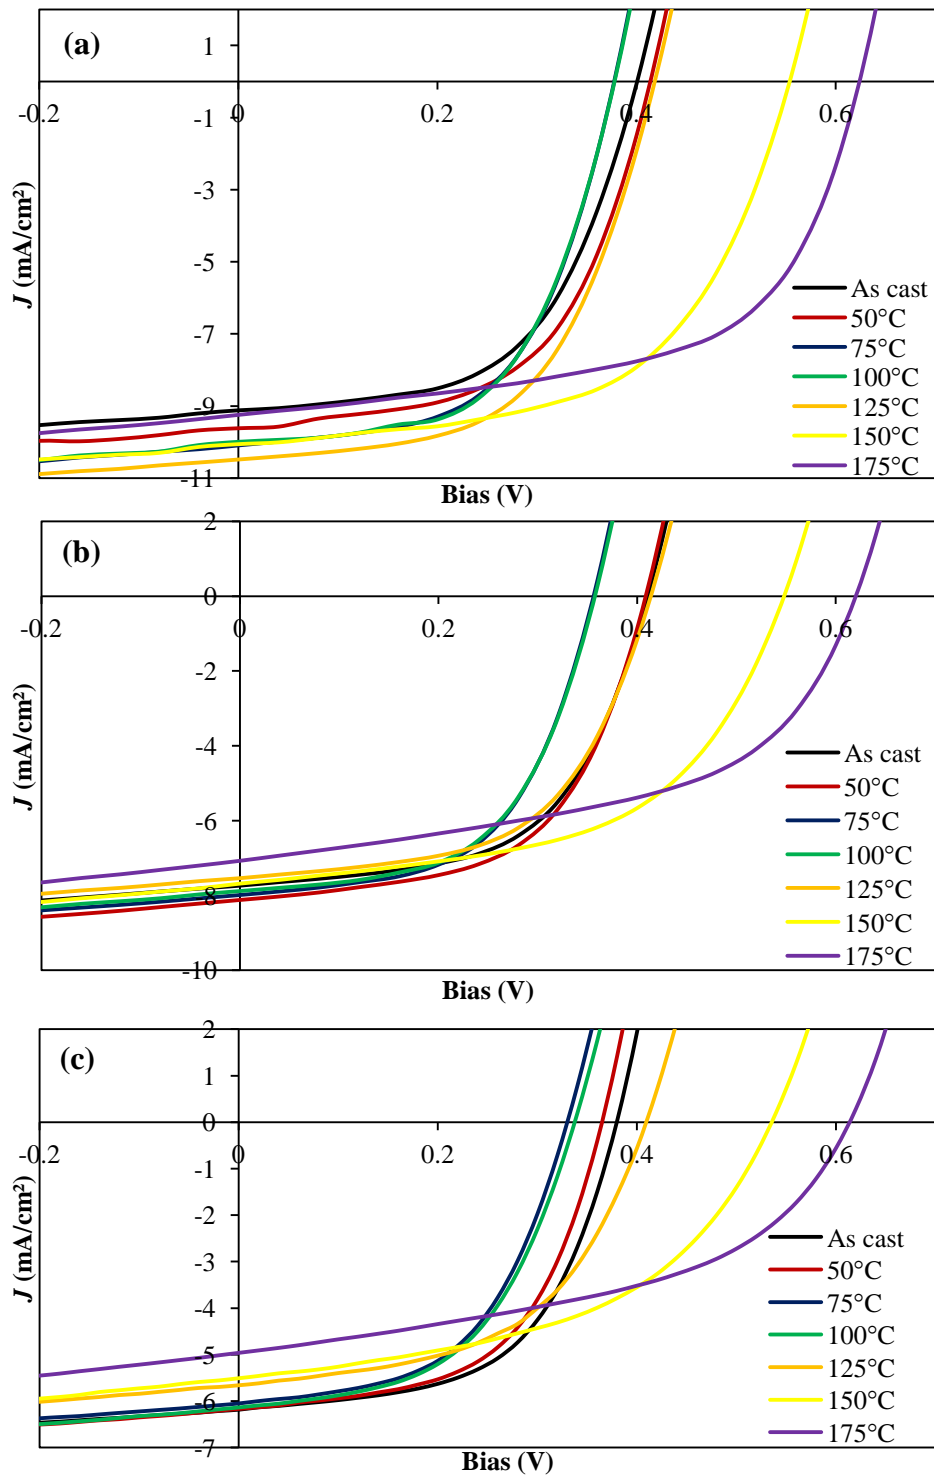 (a)
1
-0.2
0
0.2
0.4
0.6
-1
-3
-5
-7
-9
-11
J (mA/cm²)
Bias (V)
As cast
50°C
75°C
100°C
125°C
150°C
175°C
(b)
2
0
-0.2
0
0.2
0.4
0.6
-2
-4
-6
-8
-10
J (mA/cm²)
Bias (V)
As cast
50°C
75°C
100°C
125°C
150°C
175°C
(c)
2
1
0
-0.2
0
0.2
0.4
0.6
-1
-2
-3
-4
-5
-6
-7
J (mA/cm²)
Bias (V)
As cast
50°C
75°C
100°C
125°C
150°C
175°C